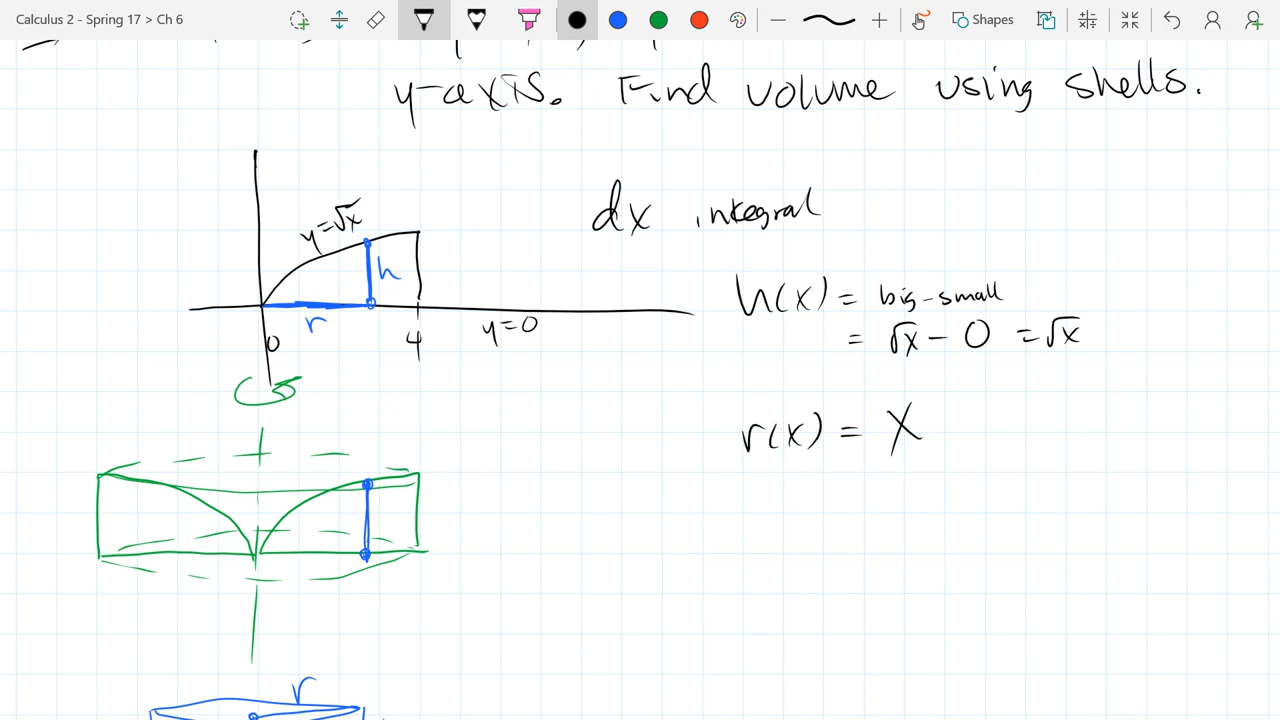 Calculus 2 - Spring 17 > Ch 6
Shapes
y-axis. Find volume using shells.
dx integral
y=√x
h
h(x) = big-small
r
y=0
0
4
= √x - 0 = √x
r(x) = x
r